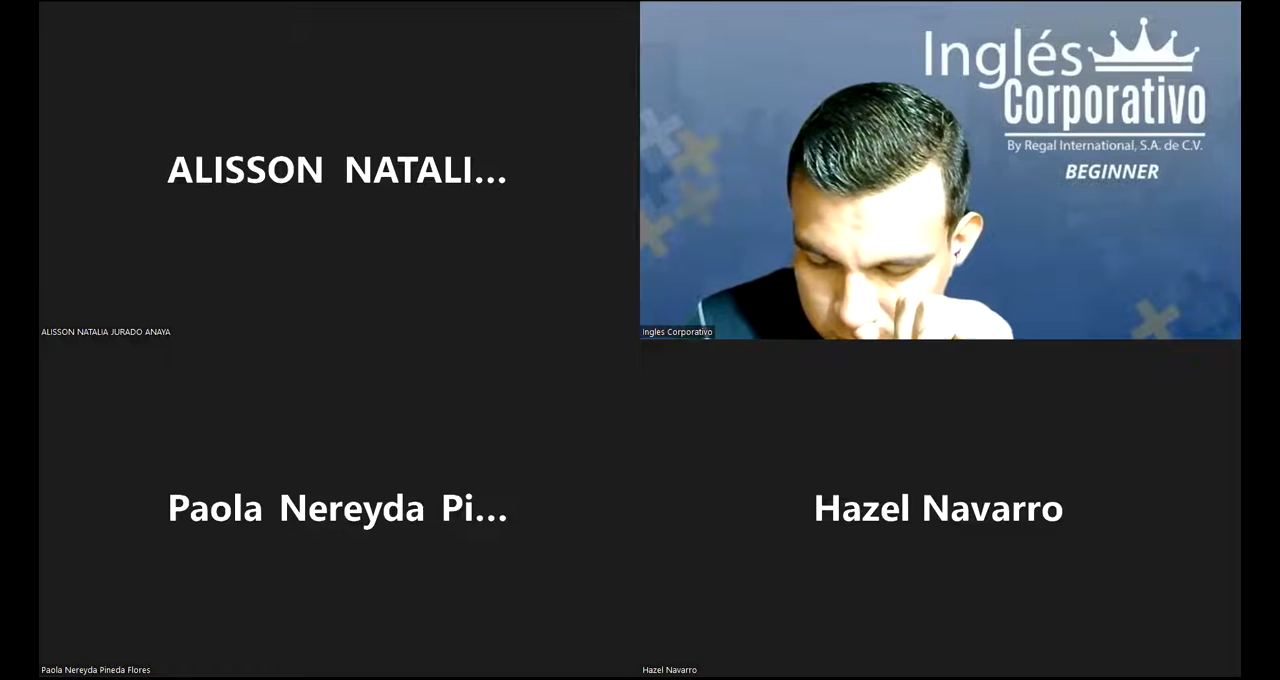 ALISSON NATALI...
ALISSON NATALIA JURADO ANAYA
Inglés
Corporativo
By Regal International, S.A. de C.V.
BEGINNER
Ingles Corporativo
Paola Nereyda Pi...
Paola Nereyda Pineda Flores
Hazel Navarro
Hazel Navarro